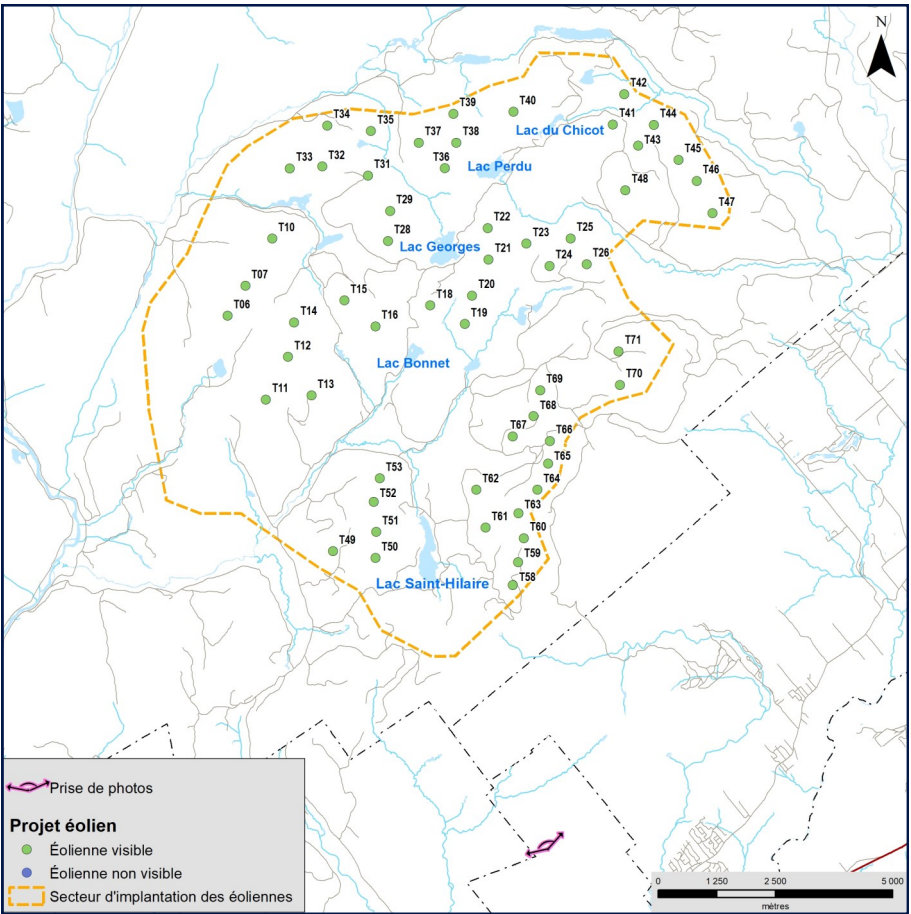 N
T42
T39
T40
T34
T35
T41
T44
Lac du Chicot
T37
T38
T43
T45
T33
T32
T31
T36
Lac Perdu
T46
T48
T29
T47
T22
T10
T28
Lac Georges
T23
T25
T21
T24
T26
T07
T15
T18
T20
T06
T14
T16
T19
T12
T71
Lac Bonnet
T11
T13
T69
T70
T68
T67
T66
T65
T53
T62
T64
T52
T63
T51
T61
T60
T49
T50
T59
Lac Saint-Hilaire
T58
Prise de photos
Projet éolien
Éolienne visible
Éolienne non visible
Secteur d'implantation des éoliennes
0 1 250 2 500 5 000
mètres